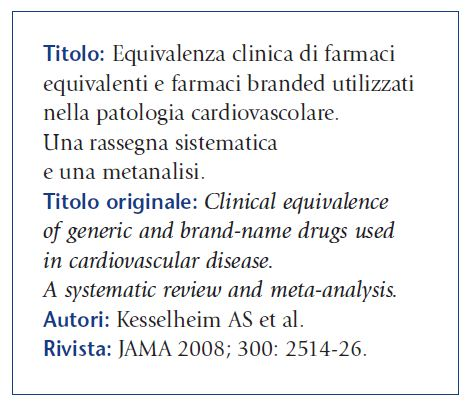 Titolo: Equivalenza clinica di farmaci
equivalenti e farmaci branded utilizzati
nella patologia cardiovascolare.
Una rassegna sistematica
e una metanalisi.
Titolo originale: Clinical equivalence
of generic and brand-name drugs used
in cardiovascular disease.
A systematic review and meta-analysis.
Autori: Kesselheim AS et al.
Rivista: JAMA 2008; 300: 2514-26.